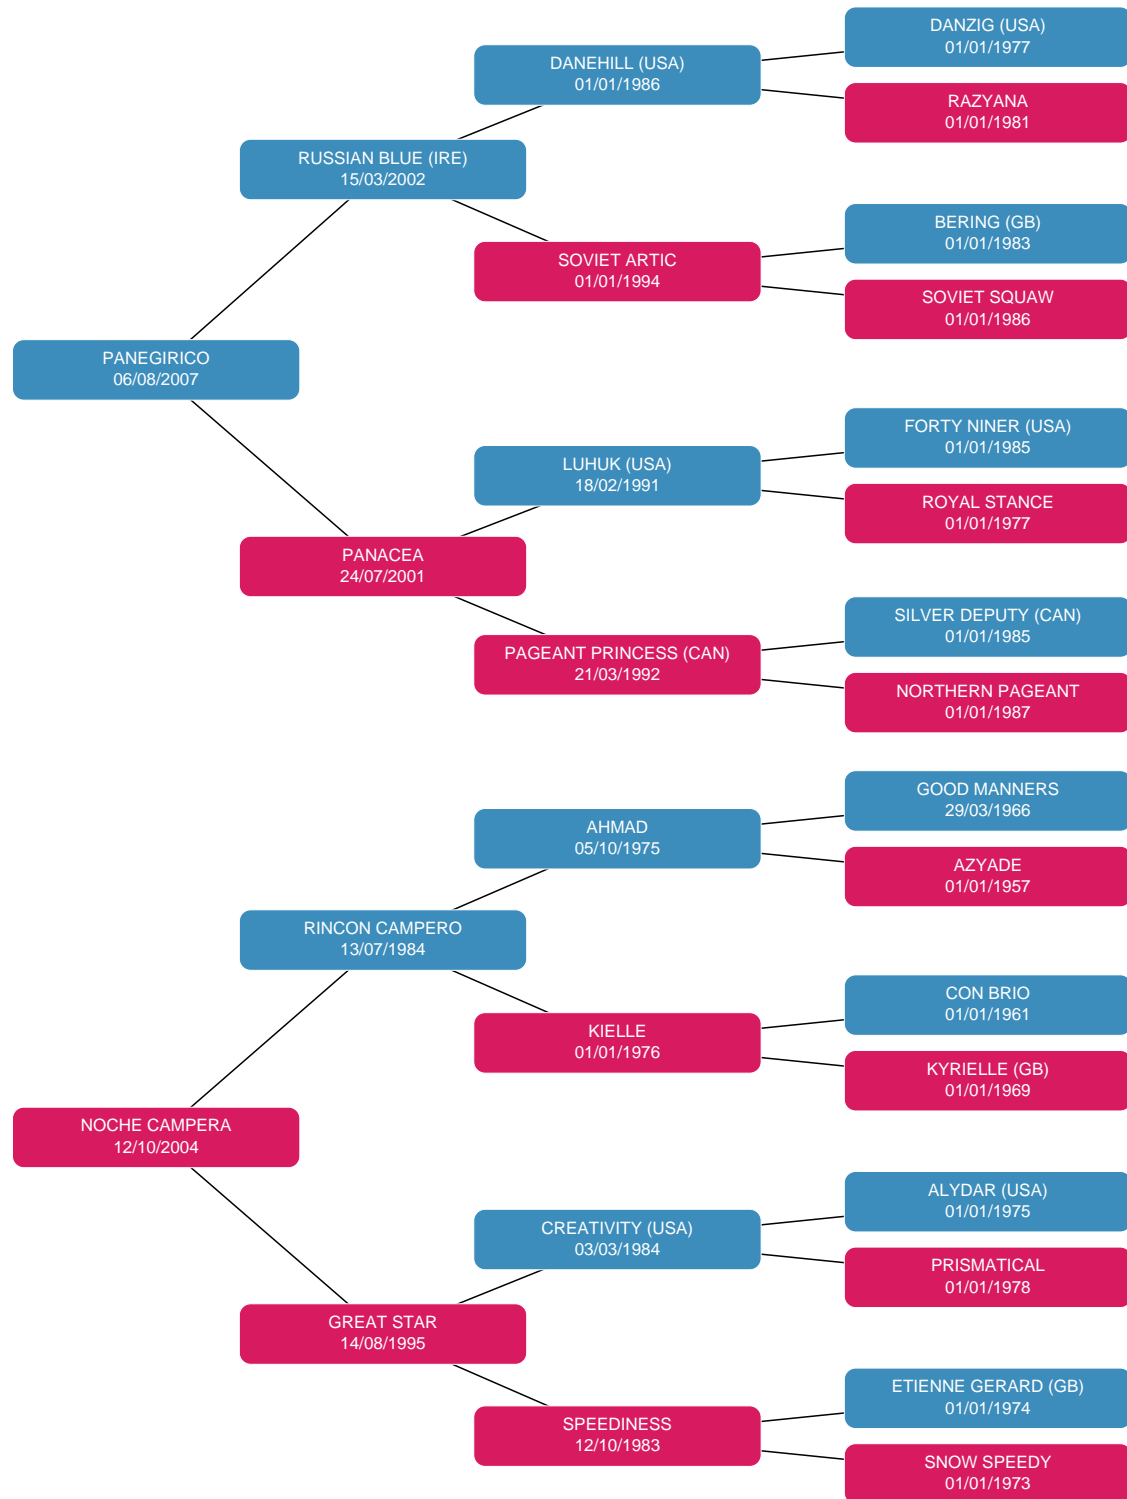 DANZIG (USA)
01/01/1977
DANEHILL (USA)
01/01/1986
RAZYANA
01/01/1981
RUSSIAN BLUE (IRE)
15/03/2002
BERING (GB)
01/01/1983
SOVIET ARTIC
01/01/1994
SOVIET SQUAW
01/01/1986
PANEGIRICO
06/08/2007
FORTY NINER (USA)
01/01/1985
LUHUK (USA)
18/02/1991
ROYAL STANCE
01/01/1977
PANACEA
24/07/2001
SILVER DEPUTY (CAN)
01/01/1985
PAGEANT PRINCESS (CAN)
21/03/1992
NORTHERN PAGEANT
01/01/1987
GOOD MANNERS
29/03/1966
AHMAD
05/10/1975
AZYADE
01/01/1957
RINCON CAMPERO
13/07/1984
CON BRIO
01/01/1961
KIELLE
01/01/1976
KYRIELLE (GB)
01/01/1969
NOCHE CAMPERA
12/10/2004
ALYDAR (USA)
01/01/1975
CREATIVITY (USA)
03/03/1984
PRISMATICAL
01/01/1978
GREAT STAR
14/08/1995
ETIENNE GERARD (GB)
01/01/1974
SPEEDINESS
12/10/1983
SNOW SPEEDY
01/01/1973